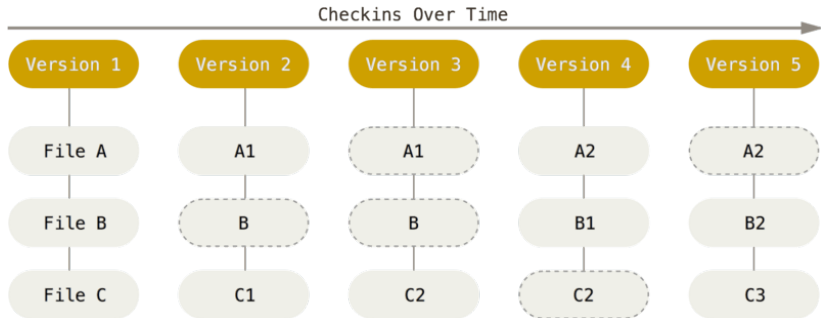 Checkins Over Time
Version 1 Version 2 Version 3 Version 4 Version 5
File A A1 A1 A2 A2
File B B B B1 B2
File C C1 C2 C2 C3